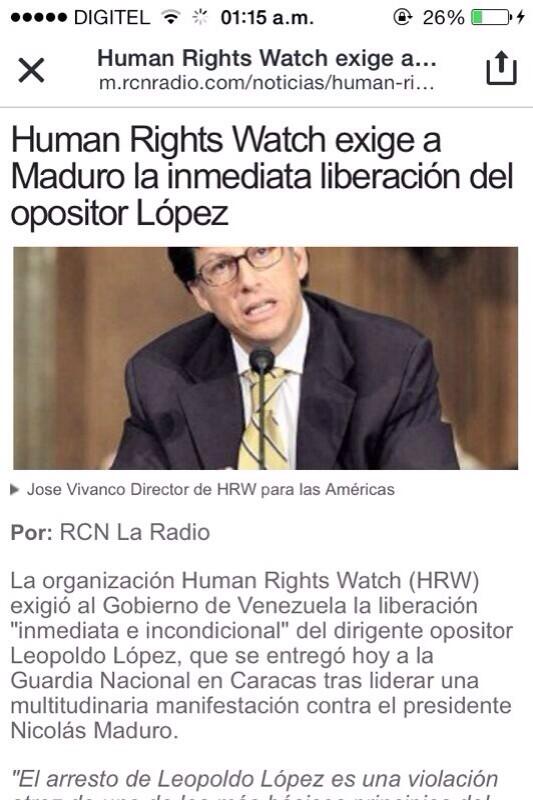 DIGITEL 01:15 a.m. 26%
Human Rights Watch exige a...
m.rcnradio.com/noticias/human-ri...
Human Rights Watch exige a
Maduro la inmediata liberación del
opositor López
Jose Vivanco Director de HRW para las Américas
Por: RCN La Radio
La organización Human Rights Watch (HRW)
exigió al Gobierno de Venezuela la liberación
"inmediata e incondicional" del dirigente opositor
Leopoldo López, que se entregó hoy a la
Guardia Nacional en Caracas tras liderar una
multitudinaria manifestación contra el presidente
Nicolás Maduro.
"El arresto de Leopoldo López es una violación